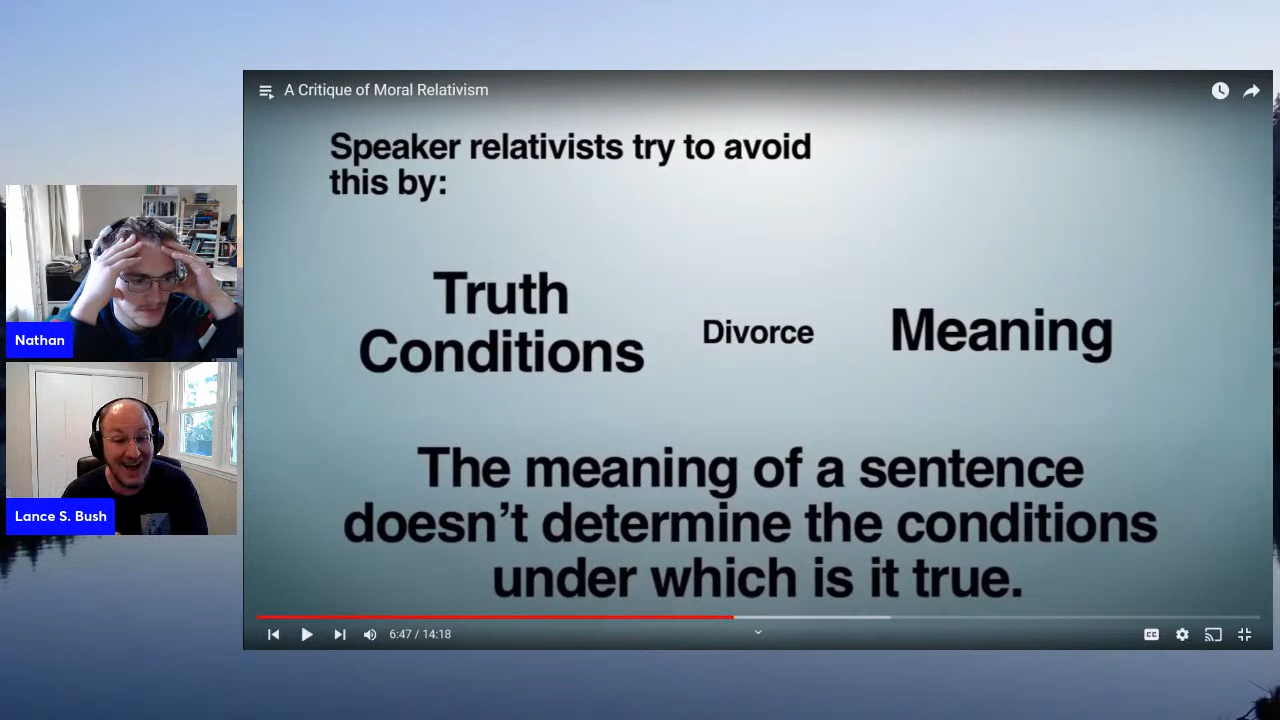 A Critique of Moral Relativism
Speaker relativists try to avoid
this by:
Truth
Conditions
Divorce
Meaning
The meaning of a sentence
doesn't determine the conditions
under which is it true.
6:47 / 14:18
CC
Nathan
Lance S. Bush